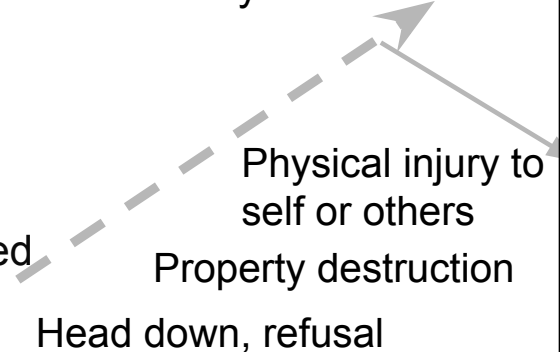 Physical injury to
self or others
Property destruction
Head down, refusal